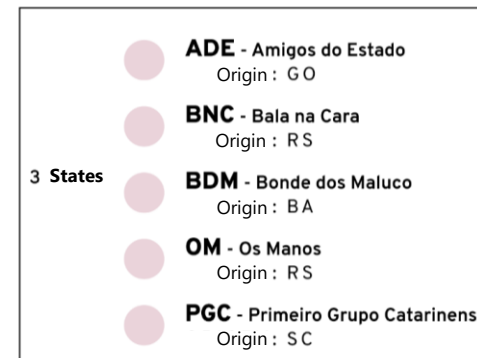 ADE - Amigos do Estado
Origin : GO
BNC - Bala na Cara
Origin : RS
3 States
BDM - Bonde dos Maluco
Origin : BA
OM - Os Manos
Origin : RS
PGC - Primeiro Grupo Catarinens
Origin : SC